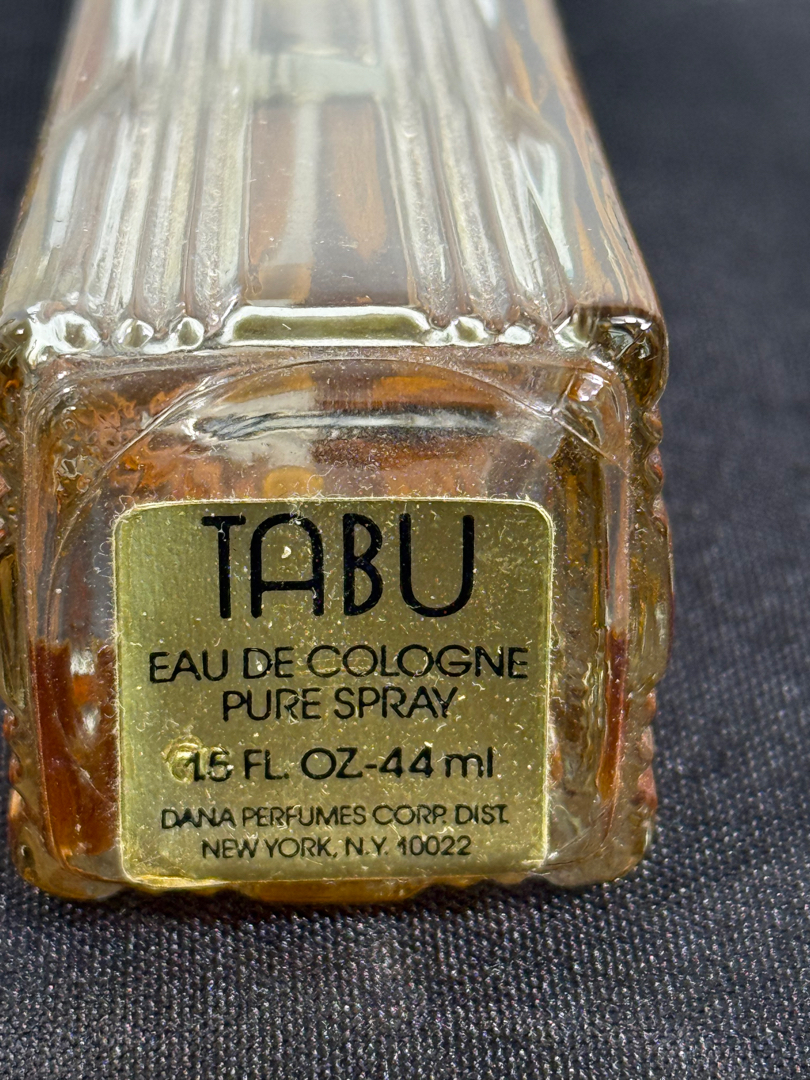 TABU
EAU DE COLOGNE
PURE SPRAY
1.5 FL. OZ-44 ml
DANA PERFUMES CORP. DIST.
NEW YORK, N.Y. 10022